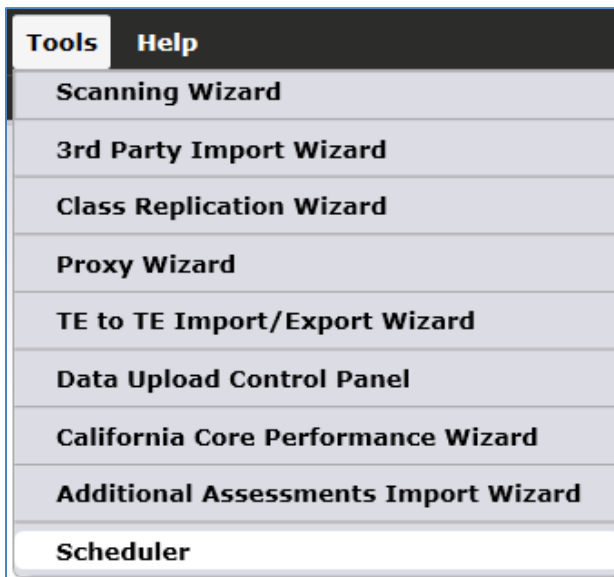 Tools Help
Scanning Wizard
3rd Party Import Wizard
Class Replication Wizard
Proxy Wizard
TE to TE Import/Export Wizard
Data Upload Control Panel
California Core Performance Wizard
Additional Assessments Import Wizard
Scheduler